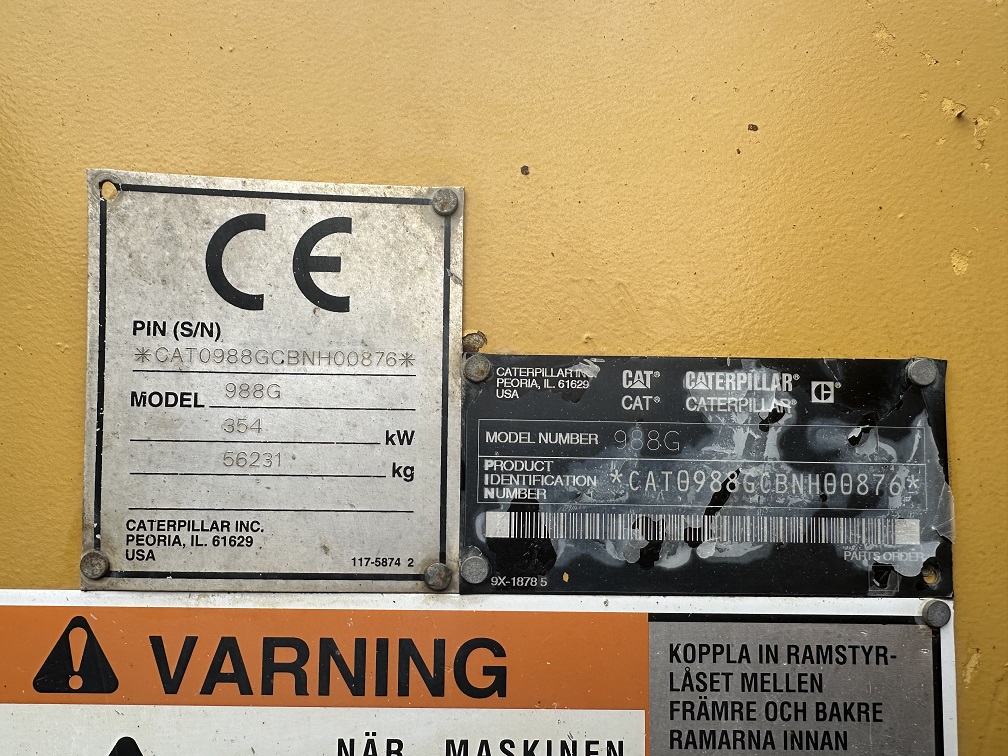 CE
PIN (S/N)
*CAT0988GCBNH00876*
MODEL 988G
354 kW
56231 kg
CATERPILLAR INC.
PEORIA, IL. 61629
USA
117-5874 2
CATERPILLAR INC.
PEORIA, IL. 61629
USA
CAT® CATERPILLAR® C
CAT® CATERPILLAR®
MODEL NUMBER 988G
PRODUCT
IDENTIFICATION
NUMBER
*CAT0988GCBNH00876*
PARTS ORDER
9X-1878 5
VARNING
NÄR MASKINEN
KOPPLA IN RAMSTYR-
LÅSET MELLEN
FRÄMRE OCH BAKRE
RAMARNA INNAN